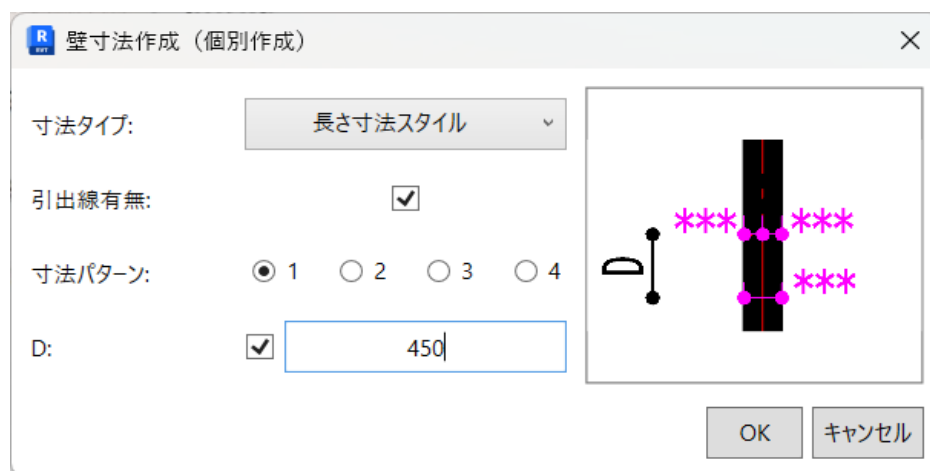 R
RVT
壁寸法作成（個別作成）
寸法タイプ:
長さ寸法スタイル
引出線有無:
寸法パターン:
1 2 3 4
D:
450
*** ***
D
***
OK キャンセル